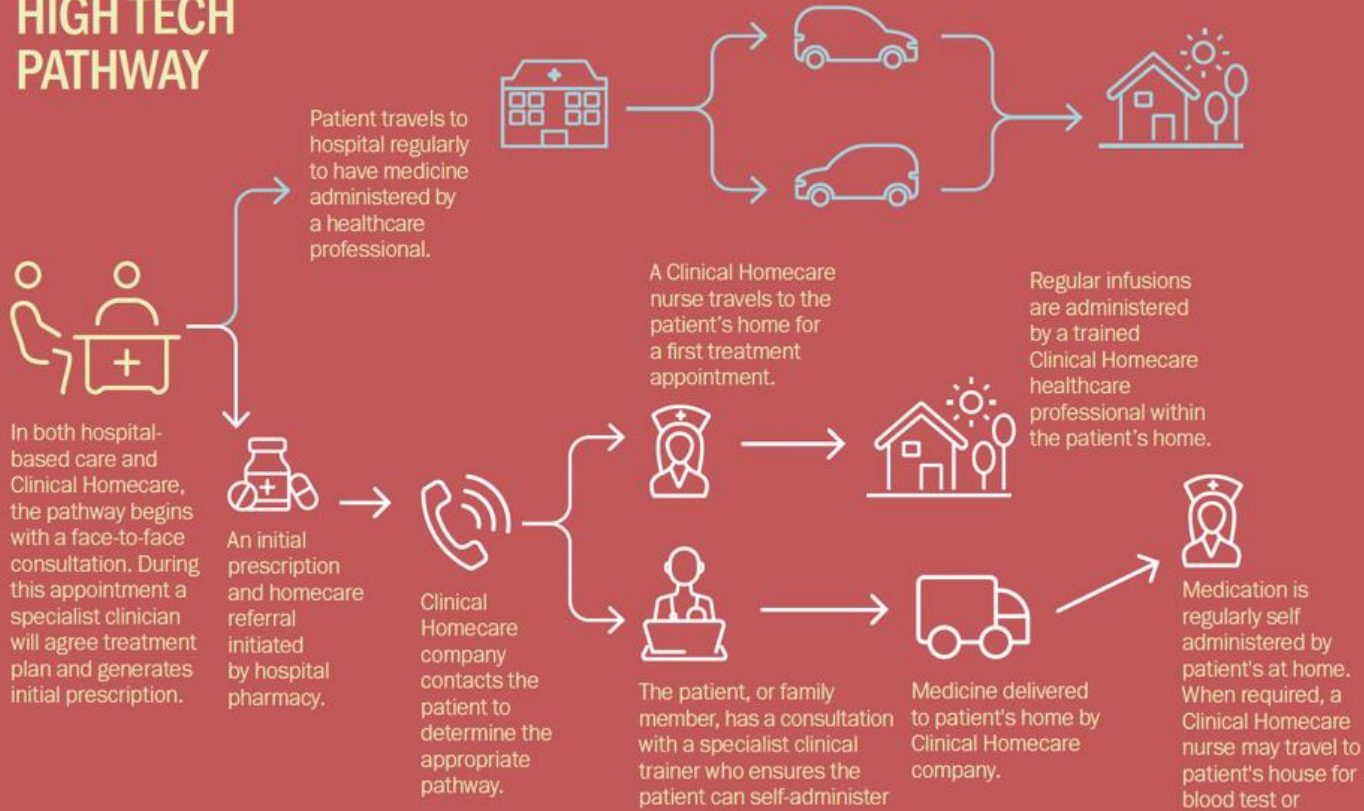 HIGH TECH
PATHWAY
Patient travels to
hospital regularly
to have medicine
administered by
a healthcare
professional.
In both hospital-
based care and
Clinical Homecare,
the pathway begins
with a face-to-face
consultation. During
this appointment a
specialist clinician
will agree treatment
plan and generates
initial prescription.
An initial
prescription
and homecare
referral
initiated
by hospital
pharmacy.
Clinical
Homecare
company
contacts the
patient to
determine the
appropriate
pathway.
A Clinical Homecare
nurse travels to the
patient's home for
a first treatment
appointment.
Regular infusions
are administered
by a trained
Clinical Homecare
healthcare
professional within
the patient's home.
The patient, or family
member, has a consultation
with a specialist clinical
trainer who ensures the
patient can self-administer
Medicine delivered
to patient's home by
Clinical Homecare
company.
Medication is
regularly self
administered by
patient's at home.
When required, a
Clinical Homecare
nurse may travel to
patient's house for
blood test or